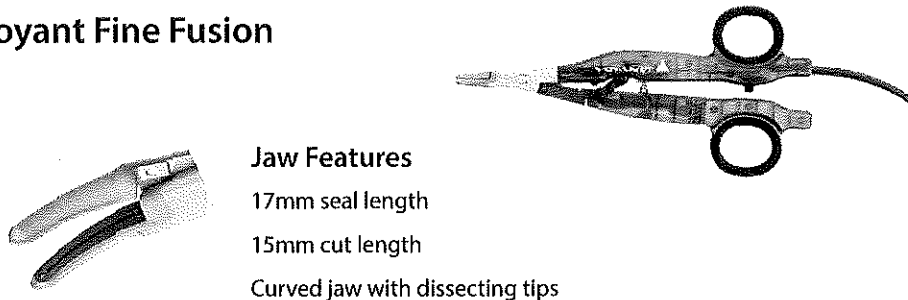 oyant Fine Fusion
Jaw Features
17mm seal length
15mm cut length
Curved jaw with dissecting tips